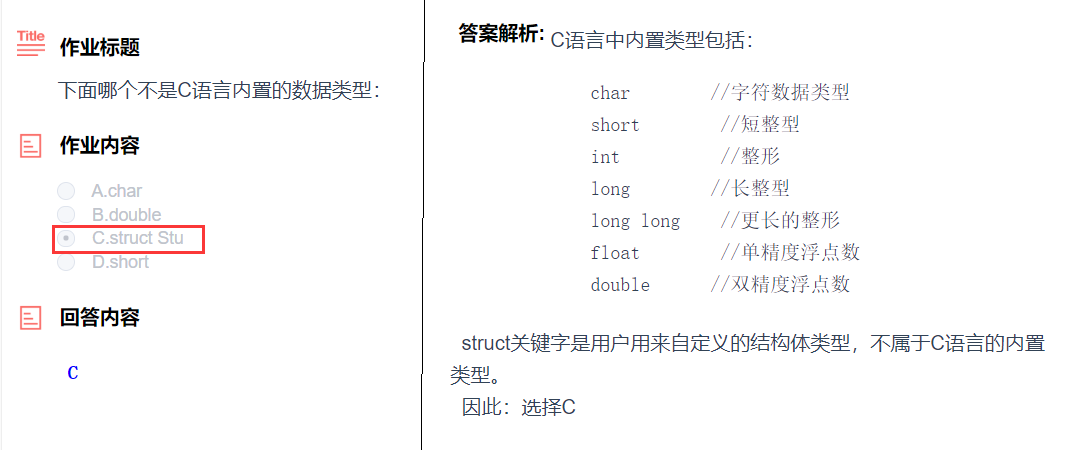 Title
作业标题
下面哪个不是C语言内置的数据类型：
作业内容
A.char
B.double
C.struct Stu
D.short
回答内容
C
答案解析: C语言中内置类型包括：
char //字符数据类型
short //短整型
int //整形
long //长整型
long long //更长的整形
float //单精度浮点数
double //双精度浮点数
struct关键字是用户用来自定义的结构体类型，不属于C语言的内置
类型。
因此：选择C